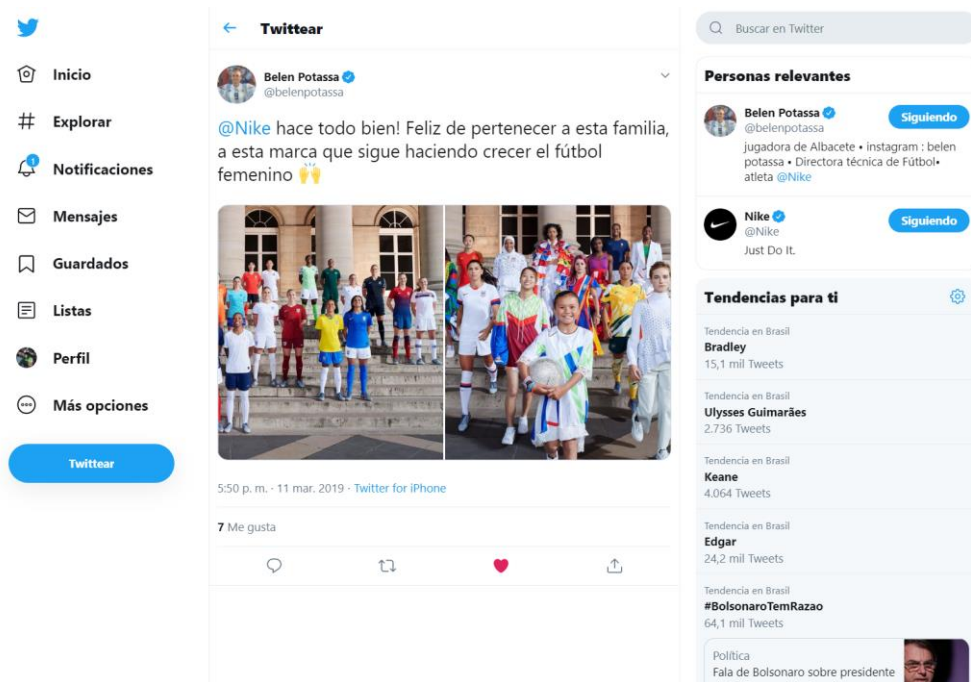 Inicio
Explorar
1
Notificaciones
Mensajes
Guardados
Listas
Perfil
Más opciones
Twittear
Twittear
Belen Potassa
@belenpotassa
@Nike hace todo bien! Feliz de pertenecer a esta familia,
a esta marca que sigue haciendo crecer el fútbol
femenino 🙌
5:50 p. m. · 11 mar. 2019 · Twitter for iPhone
7 Me gusta
Buscar en Twitter
Personas relevantes
Belen Potassa
@belenpotassa
Siguiendo
jugadora de Albacete • instagram : belen
potassa • Directora técnica de Fútbol•
atleta @Nike
Nike
@Nike
Siguiendo
Just Do It.
Tendencias para ti
Tendencia en Brasil
Bradley
15,1 mil Tweets
Tendencia en Brasil
Ulysses Guimarães
2.736 Tweets
Tendencia en Brasil
Keane
4.064 Tweets
Tendencia en Brasil
Edgar
24,2 mil Tweets
Tendencia en Brasil
#BolsonaroTemRazao
64,1 mil Tweets
Política
Fala de Bolsonaro sobre presidente